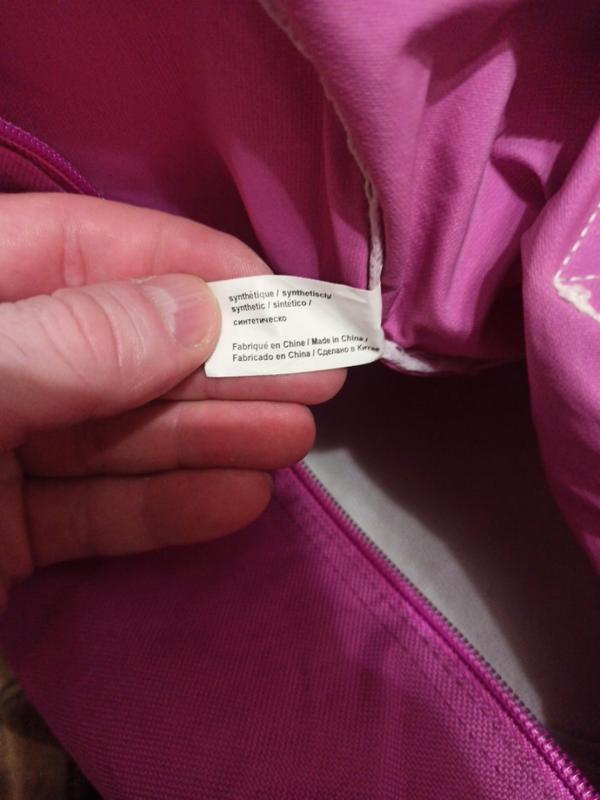 synthétique / synthetisch/
synthetic / sintético /
синтетическо
Fabriqué en Chine / Made in China /
Fabricado en China / Сделано в Китае